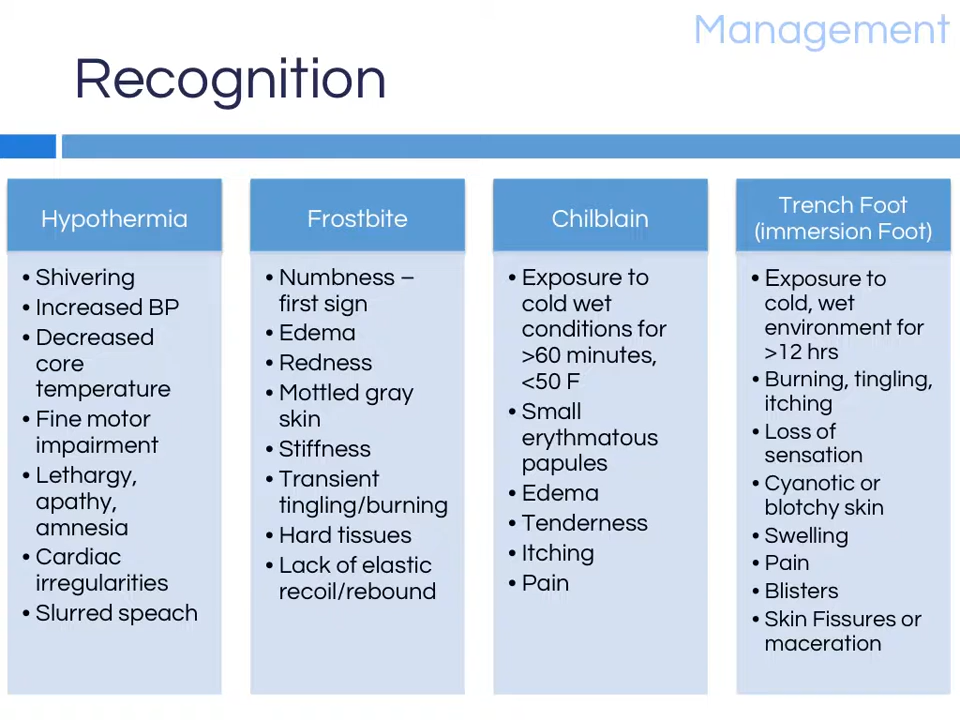 Management
Recognition
Hypothermia
• Shivering
• Increased BP
• Decreased
core
temperature
• Fine motor
impairment
• Lethargy,
apathy,
amnesia
• Cardiac
irregularities
• Slurred speach
Frostbite
• Numbness –
first sign
• Edema
• Redness
• Mottled gray
skin
• Stiffness
• Transient
tingling/burning
• Hard tissues
• Lack of elastic
recoil/rebound
Chilblain
• Exposure to
cold wet
conditions for
>60 minutes,
<50 F
• Small
erythmatous
papules
• Edema
• Tenderness
• Itching
• Pain
Trench Foot
(immersion Foot)
• Exposure to
cold, wet
environment for
>12 hrs
• Burning, tingling,
itching
• Loss of
sensation
• Cyanotic or
blotchy skin
• Swelling
• Pain
• Blisters
• Skin Fissures or
maceration